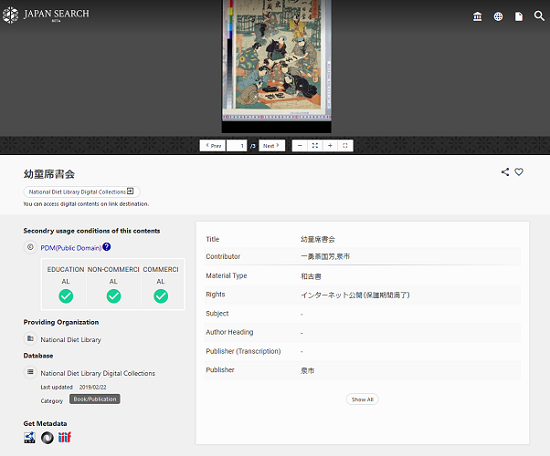 JAPAN SEARCH
BETA
Prev
1
/3
Next
幼童席書会
National Diet Library Digital Collections
You can access digital contents on link destination.
Secondry usage conditions of this contents
PDM(Public Domain)
EDUCATION
AL
NON-COMMERCI
AL
COMMERCI
AL
Providing Organization
National Diet Library
Database
National Diet Library Digital Collections
Last updated 2019/02/22
Category Book/Publication
Get Metadata
iiif
Title 幼童席書会
Contributor 一勇斎国芳,泉市
Material Type 和古書
Rights インターネット公開(保護期間満了)
Subject -
Author Heading -
Publisher (Transcription) -
Publisher 泉市
Show All